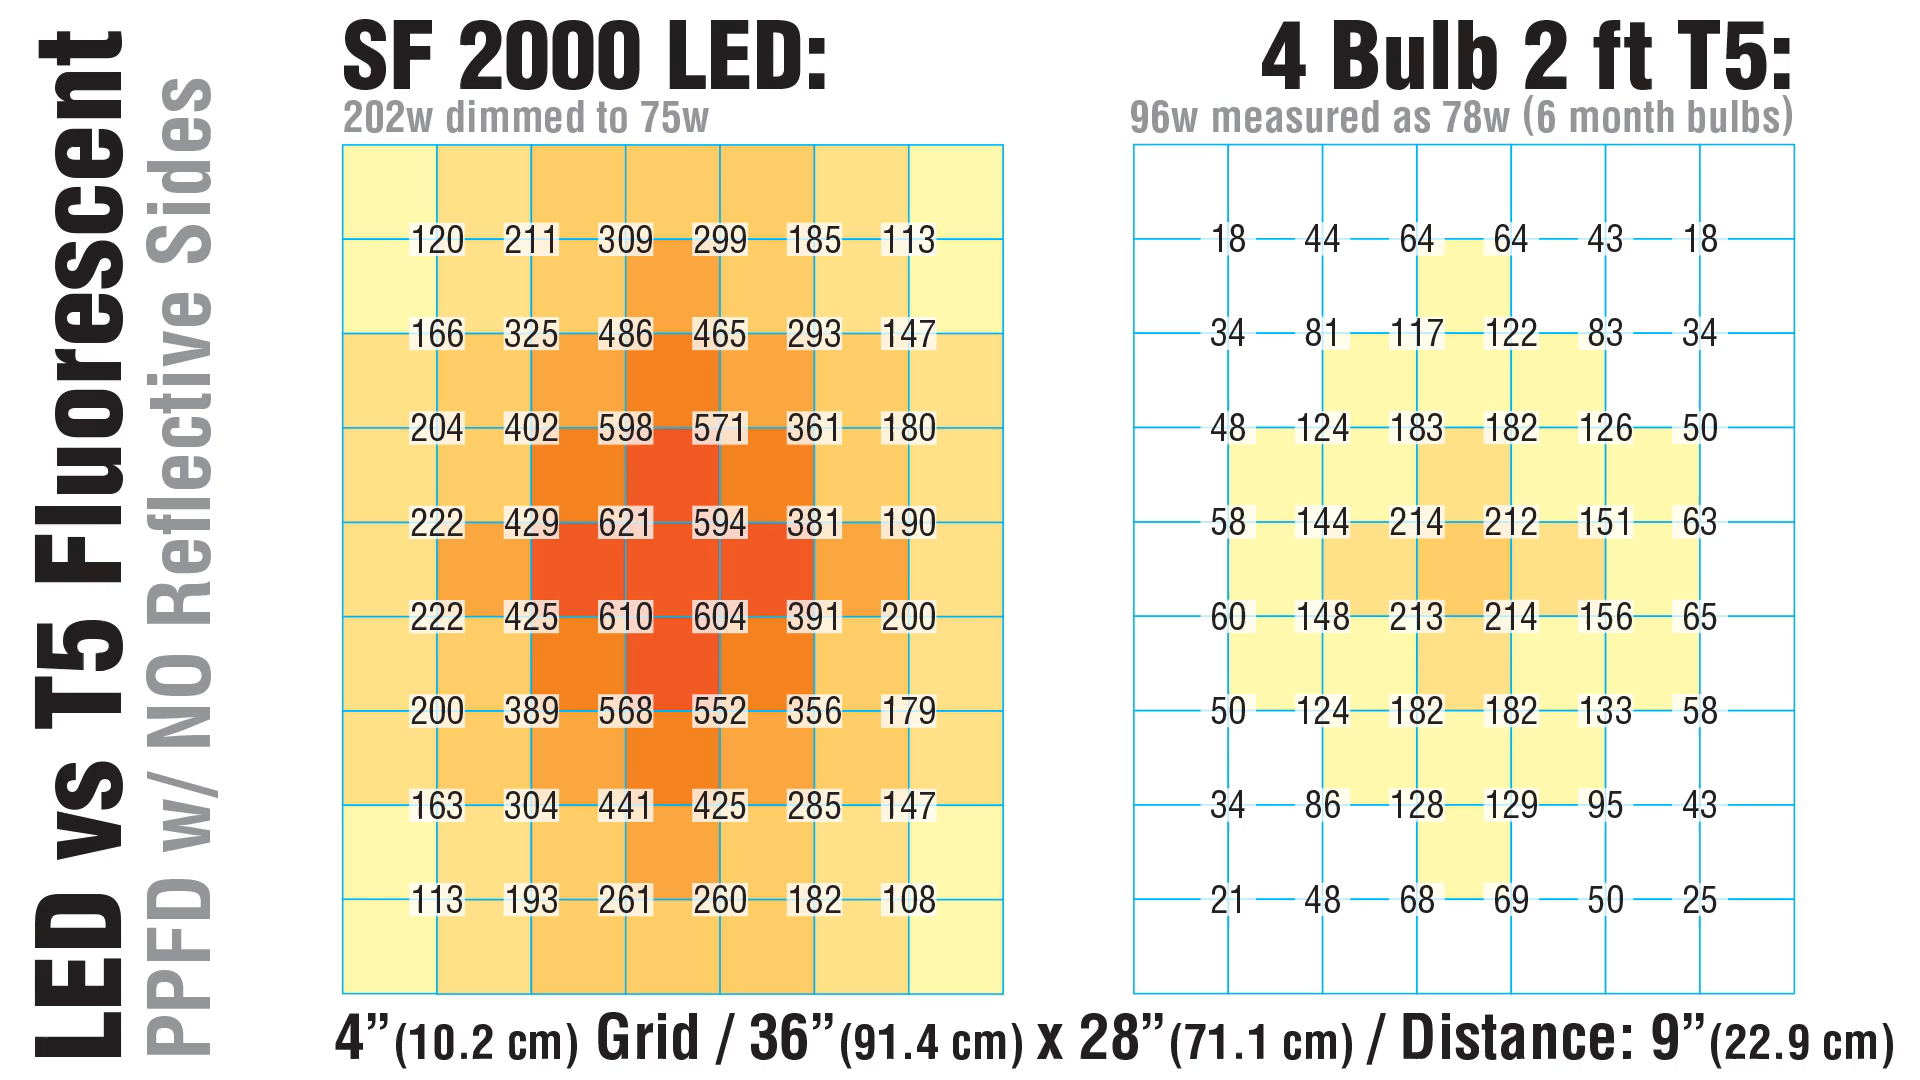 LED vs T5 Fluorescent
PPFD w/ NO Reflective Sides
SF 2000 LED:
202w dimmed to 75w
120 211 309 299 185 113
166 325 486 465 293 147
204 402 598 571 361 180
222 429 621 594 381 190
222 425 610 604 391 200
200 389 568 552 356 179
163 304 441 425 285 147
113 193 261 260 182 108
4 Bulb 2 ft T5:
96w measured as 78w (6 month bulbs)
18 44 64 64 43 18
34 81 117 122 83 34
48 124 183 182 126 50
58 144 214 212 151 63
60 148 213 214 156 65
50 124 182 182 133 58
34 86 128 129 95 43
21 48 68 69 50 25
4”(10.2 cm) Grid / 36”(91.4 cm) x 28”(71.1 cm) / Distance: 9”(22.9 cm)